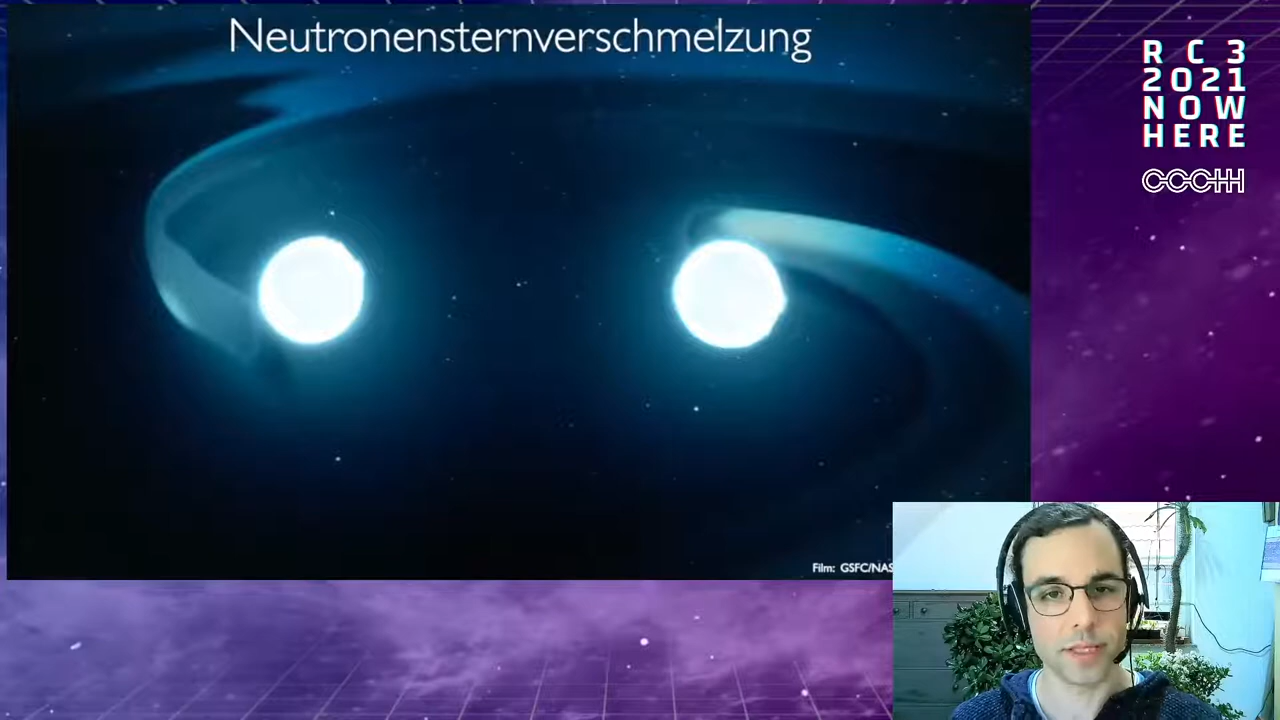 Neutronensternverschmelzung
RC3
2021
NOW
HERE
CCCHH
Film: GSFC/NAS